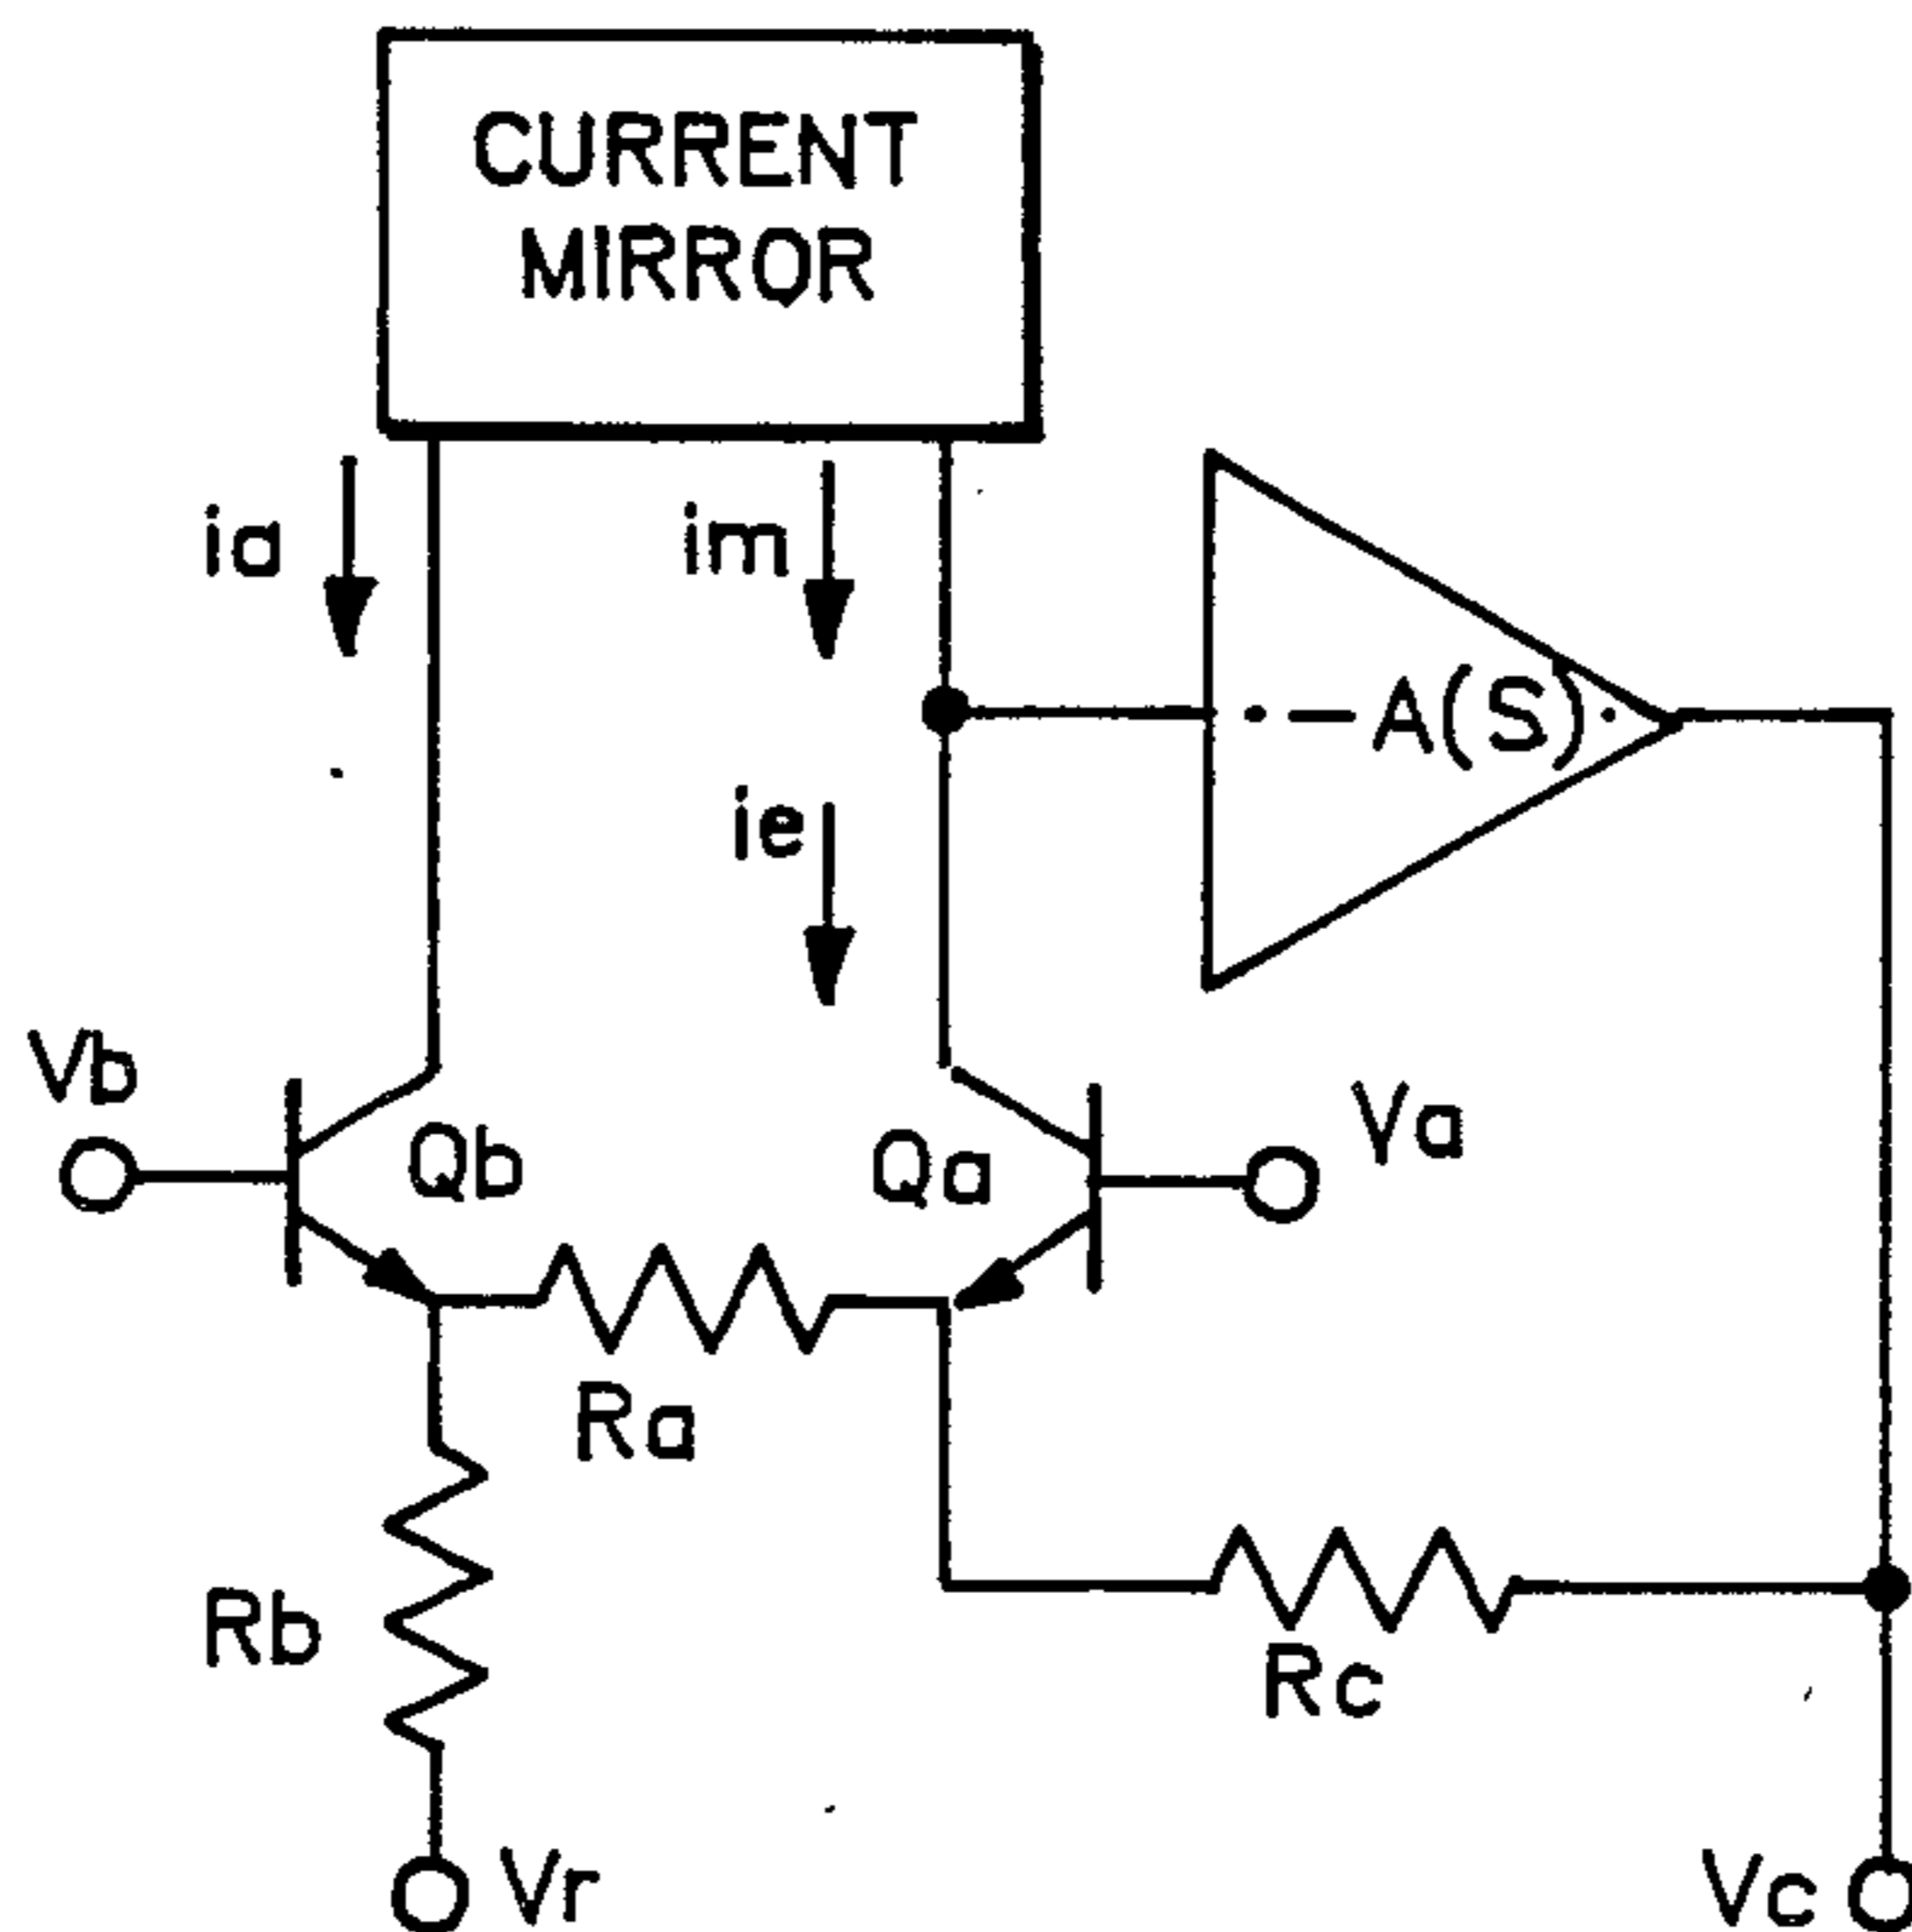 CURRENT
MIRROR
ia
im
-A(S)
ie
Vb
Va
Qb
Qa
Ra
Rb
Rc
Vr
Vc